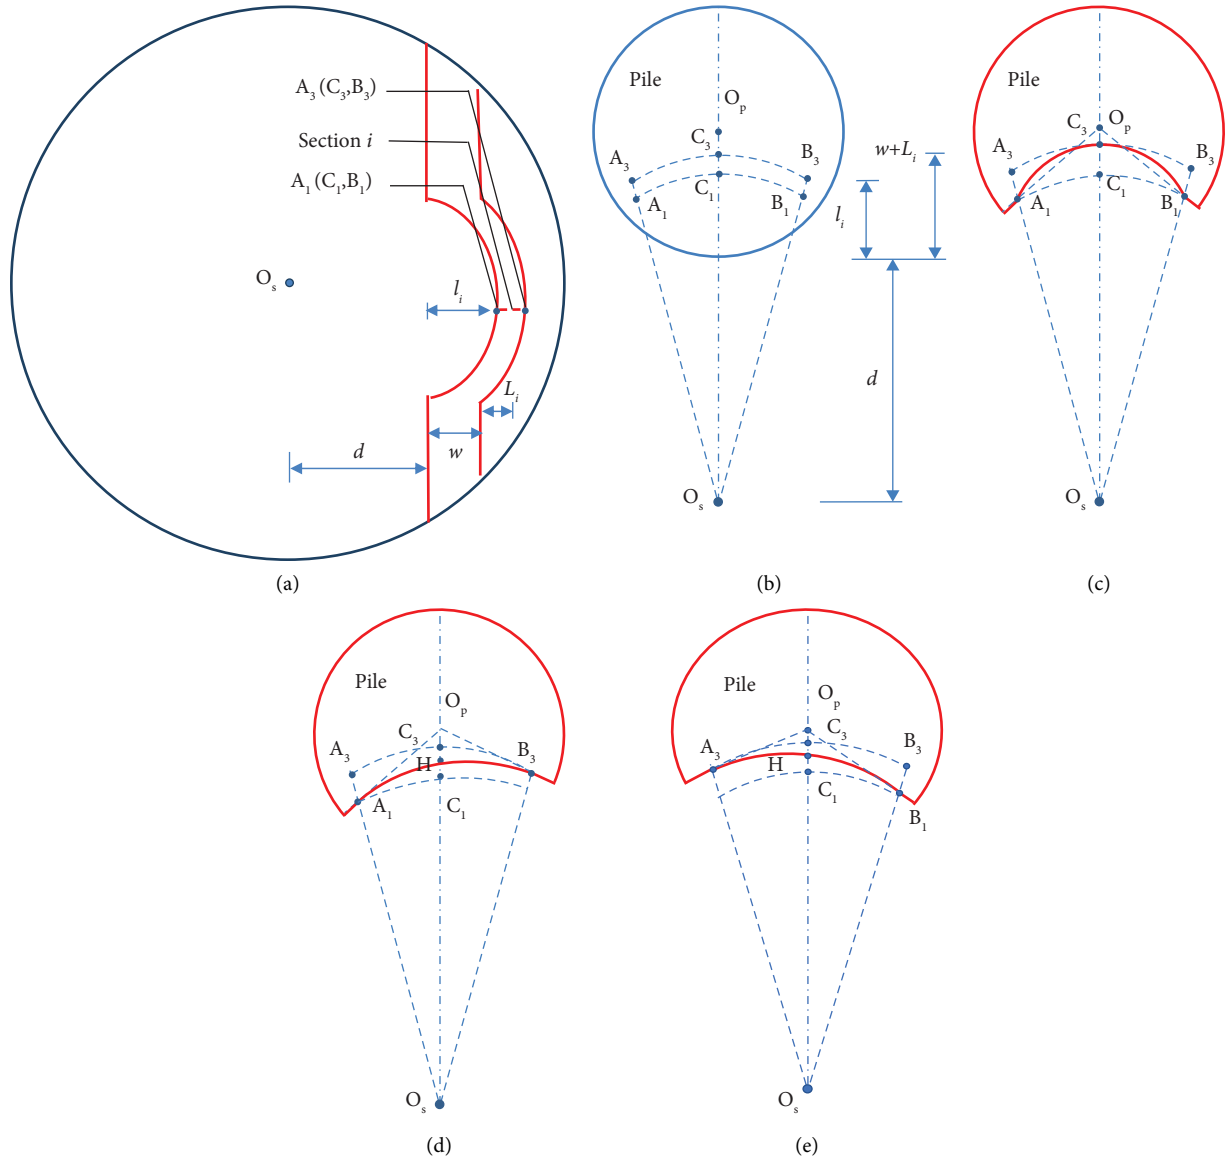 A₃ (C₃,B₃)
Section i
A₁ (C₁,B₁)
Oₛ
lᵢ
Lᵢ
d
w
(a)
Pile
Oₚ
C₃
A₃
B₃
C₁
A₁
B₁
w+Lᵢ
lᵢ
d
Oₛ
(b)
Pile
C₃
Oₚ
A₃
B₃
C₁
A₁
B₁
Oₛ
(c)
Pile
Oₚ
C₃
A₃
B₃
H
A₁
C₁
Oₛ
(d)
Pile
Oₚ
C₃
A₃
B₃
H
C₁
B₁
Oₛ
(e)